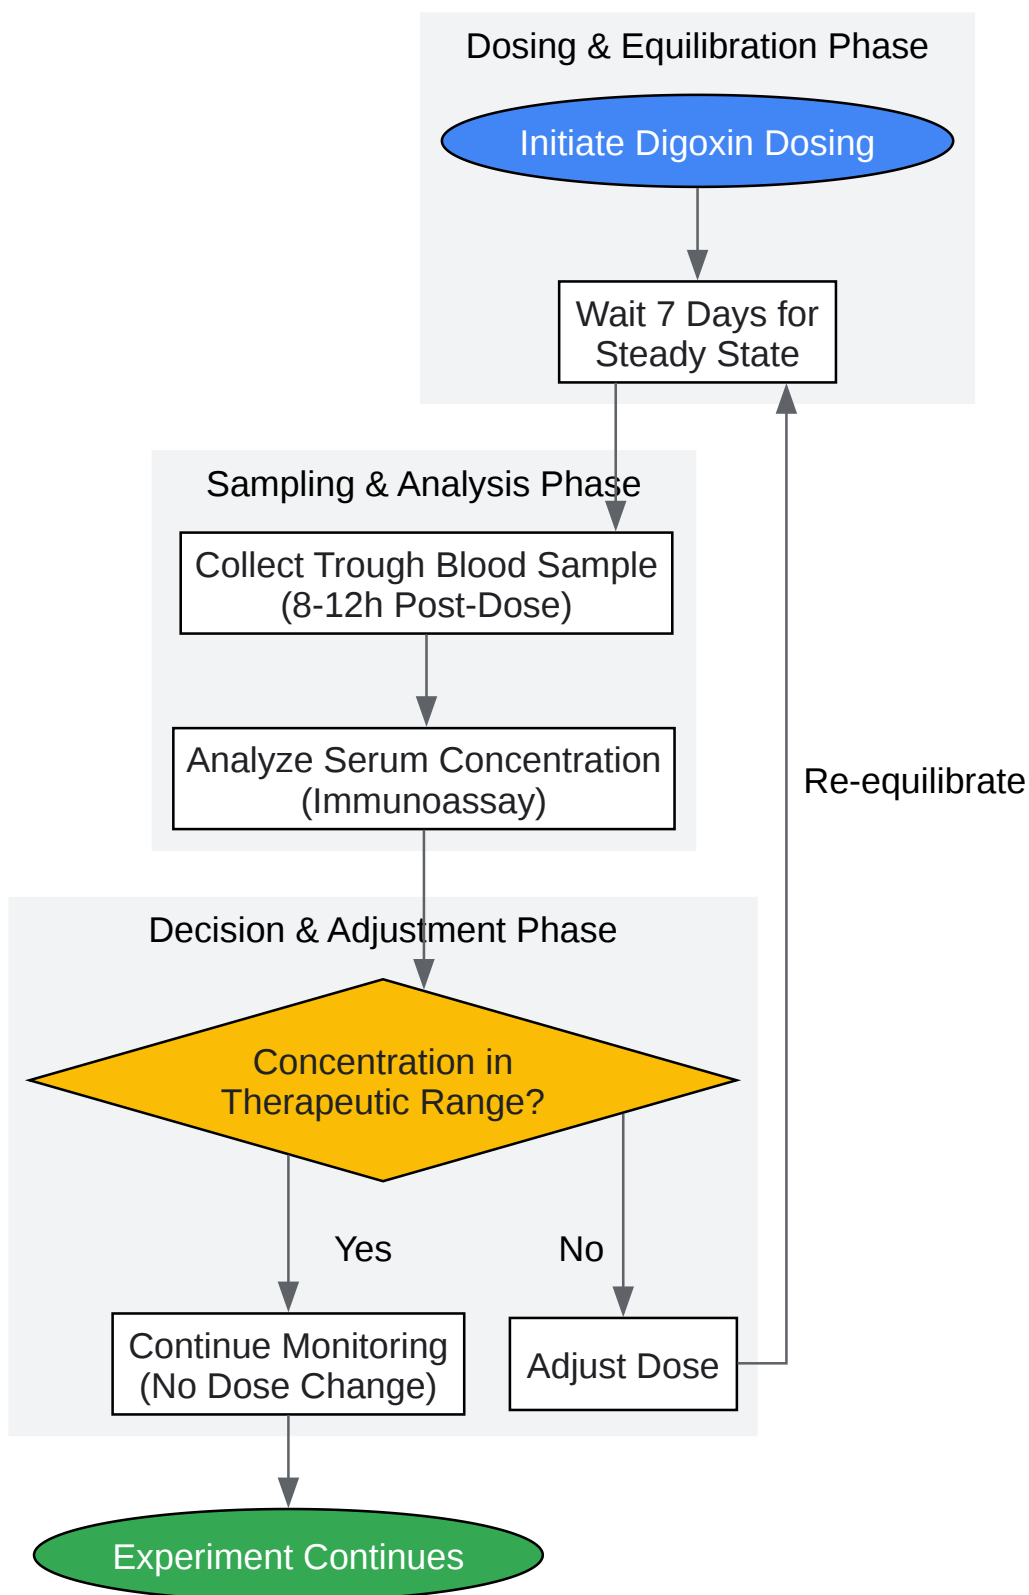 Dosing & Equilibration Phase
Initiate Digoxin Dosing
Wait 7 Days for
Steady State
Sampling & Analysis Phase
Collect Trough Blood Sample
(8-12h Post-Dose)
Analyze Serum Concentration
(Immunoassay)
Re-equilibrate
Decision & Adjustment Phase
Concentration in
Therapeutic Range?
Yes
No
Continue Monitoring
(No Dose Change)
Adjust Dose
Experiment Continues